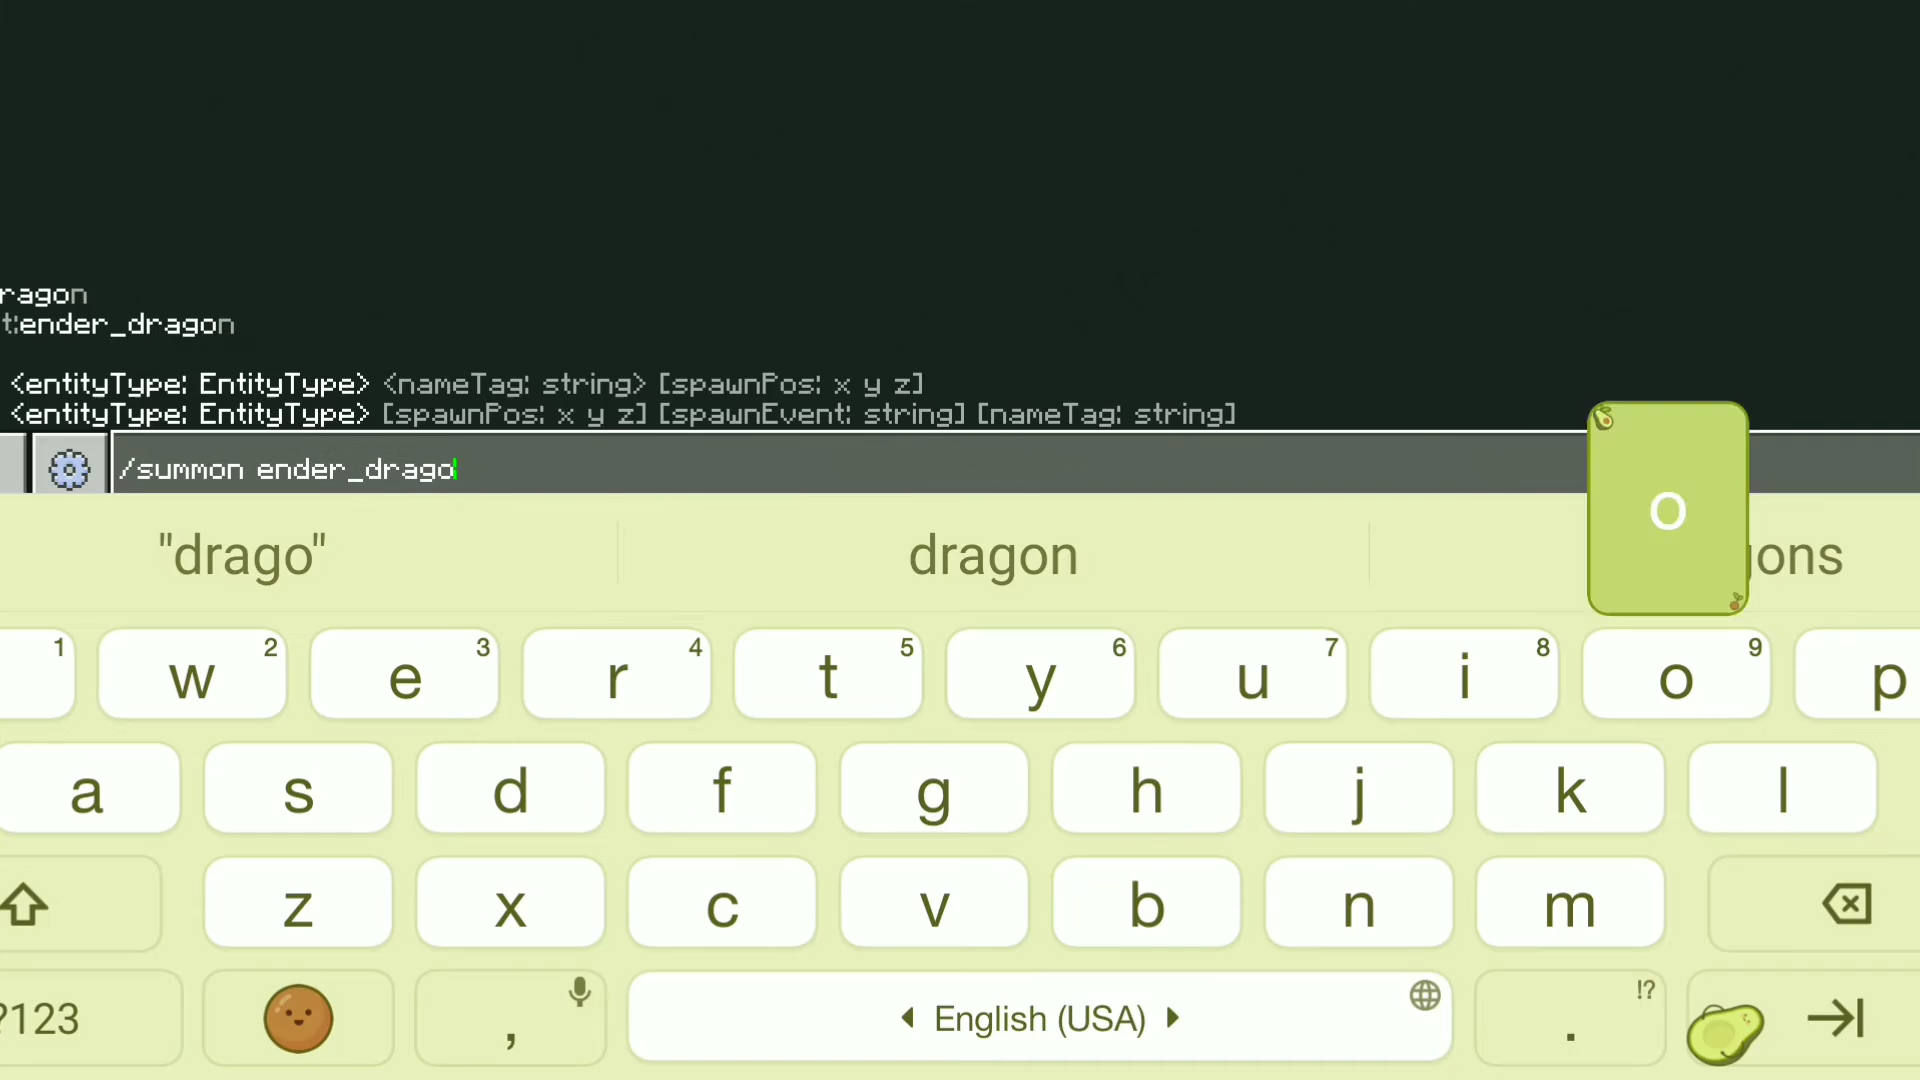 ragon
t:ender_dragon
<entityType: EntityType> <nameTag: string> [spawnPos: x y z]
<entityType: EntityType> [spawnPos: x y z] [spawnEvent: string] [nameTag: string]
/summon ender_drago
o
"drago" dragon gons
1 2 3 4 5 6 7 8 9
w e r t y u i o p
a s d f g h j k l
z x c v b n m
?123 , English (USA) . !?